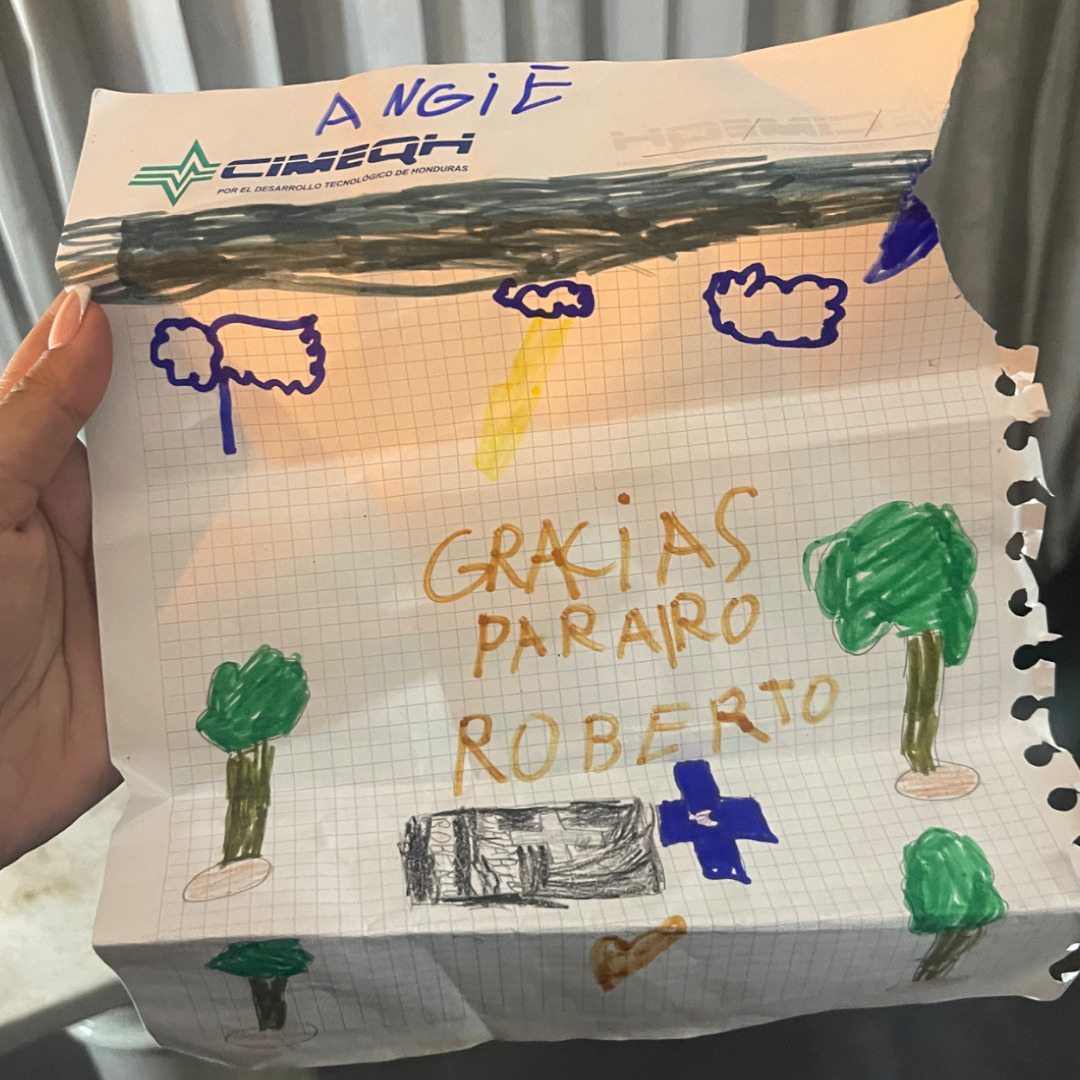 ANGiE
CIMEQH
POR EL DESARROLLO TECNOLÓGICO DE HONDURAS
GRACiAS
PARAIRO
ROBERTO